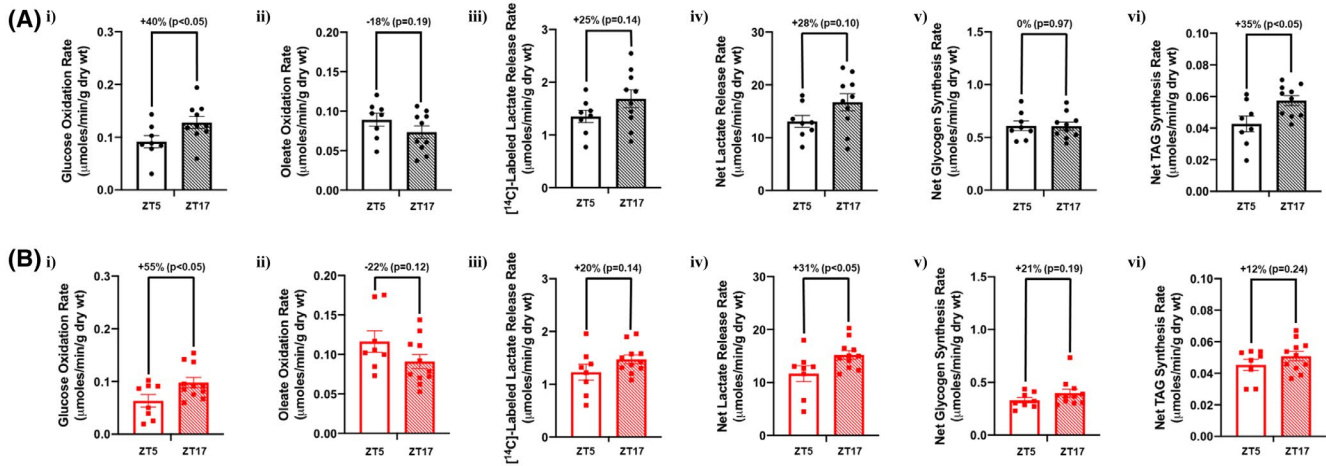 (A)
i)
+40% (p<0.05)
Glucose Oxidation Rate
(μmoles/min/g dry wt)
0.3
0.2
0.1
0.0
ZT5 ZT17
ii)
-18% (p=0.19)
Oleate Oxidation Rate
(μmoles/min/g dry wt)
0.20
0.15
0.10
0.05
0.00
ZT5 ZT17
iii)
+25% (p=0.14)
[14C]-Labeled Lactate Release Rate
(μmoles/min/g dry wt)
3
2
1
0
ZT5 ZT17
iv)
+28% (p=0.10)
Net Lactate Release Rate
(μmoles/min/g dry wt)
30
20
10
0
ZT5 ZT17
v)
0% (p=0.97)
Net Glycogen Synthesis Rate
(μmoles/min/g dry wt)
1.5
1.0
0.5
0.0
ZT5 ZT17
vi)
+35% (p<0.05)
Net TAG Synthesis Rate
(μmoles/min/g dry wt)
0.10
0.08
0.06
0.04
0.02
0.00
ZT5 ZT17
(B)
i)
+55% (p<0.05)
Glucose Oxidation Rate
(μmoles/min/g dry wt)
0.3
0.2
0.1
0.0
ZT5 ZT17
ii)
-22% (p=0.12)
Oleate Oxidation Rate
(μmoles/min/g dry wt)
0.20
0.15
0.10
0.05
0.00
ZT5 ZT17
iii)
+20% (p=0.14)
[14C]-Labeled Lactate Release Rate
(μmoles/min/g dry wt)
3
2
1
0
ZT5 ZT17
iv)
+31% (p<0.05)
Net Lactate Release Rate
(μmoles/min/g dry wt)
30
20
10
0
ZT5 ZT17
v)
+21% (p=0.19)
Net Glycogen Synthesis Rate
(μmoles/min/g dry wt)
1.5
1.0
0.5
0.0
ZT5 ZT17
vi)
+12% (p=0.24)
Net TAG Synthesis Rate
(μmoles/min/g dry wt)
0.10
0.08
0.06
0.04
0.02
0.00
ZT5 ZT17